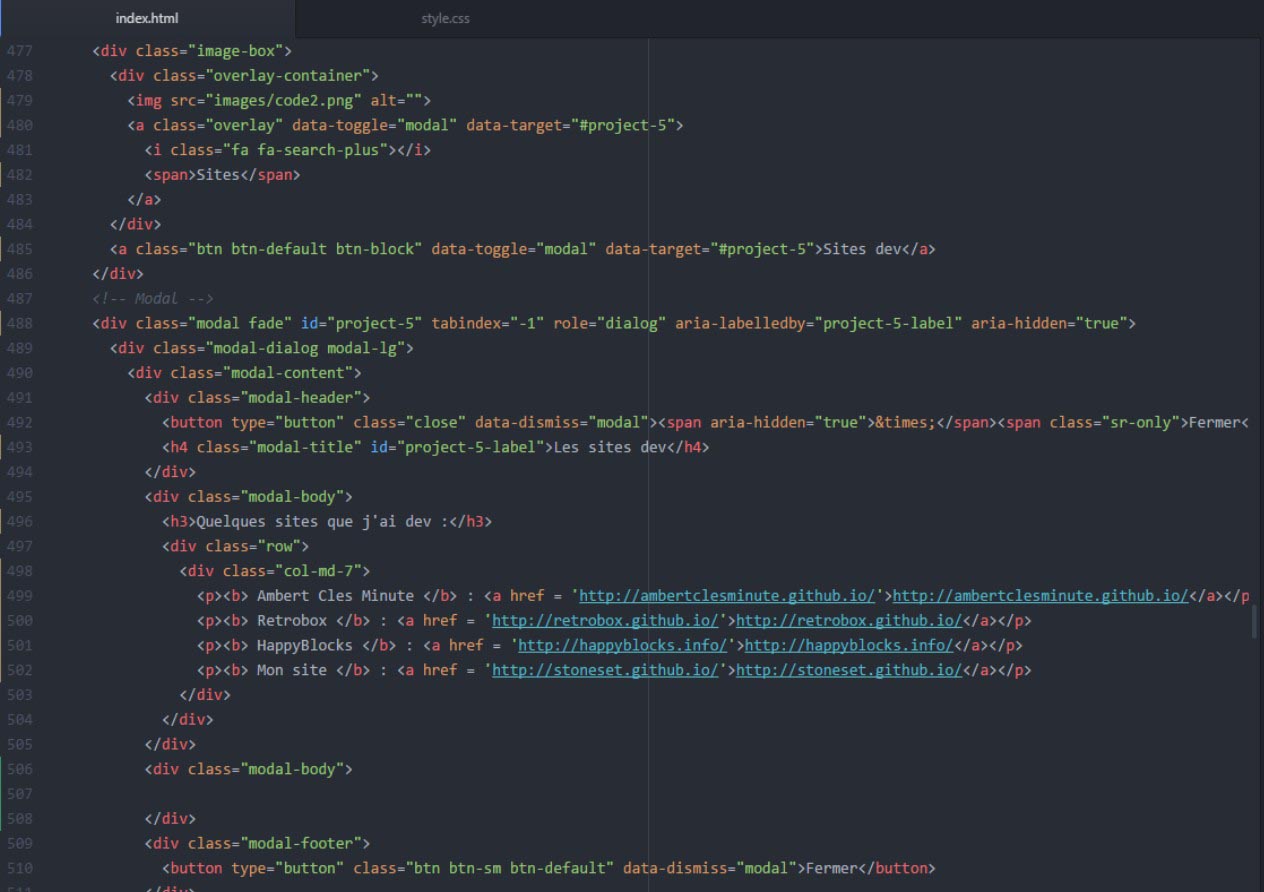 index.html style.css
477 <div class="image-box">
478 <div class="overlay-container">
479 <img src="images/code2.png" alt="">
480 <a class="overlay" data-toggle="modal" data-target="#project-5">
481 <i class="fa fa-search-plus"></i>
482 <span>Sites</span>
483 </a>
484 </div>
485 <a class="btn btn-default btn-block" data-toggle="modal" data-target="#project-5">Sites dev</a>
486 </div>
487 <!-- Modal -->
488 <div class="modal fade" id="project-5" tabindex="-1" role="dialog" aria-labelledby="project-5-label" aria-hidden="true">
489 <div class="modal-dialog modal-lg">
490 <div class="modal-content">
491 <div class="modal-header">
492 <button type="button" class="close" data-dismiss="modal"><span aria-hidden="true">&times;</span><span class="sr-only">Fermer<
493 <h4 class="modal-title" id="project-5-label">Les sites dev</h4>
494 </div>
495 <div class="modal-body">
496 <h3>Quelques sites que j'ai dev :</h3>
497 <div class="row">
498 <div class="col-md-7">
499 <p><b> Ambert Cles Minute </b> : <a href = 'http://ambertclesminute.github.io/'>http://ambertclesminute.github.io/</a></p
500 <p><b> Retrobox </b> : <a href = 'http://retrobox.github.io/'>http://retrobox.github.io/</a></p>
501 <p><b> HappyBlocks </b> : <a href = 'http://happyblocks.info/'>http://happyblocks.info/</a></p>
502 <p><b> Mon site </b> : <a href = 'http://stoneset.github.io/'>http://stoneset.github.io/</a></p>
503 </div>
504 </div>
505 </div>
506 <div class="modal-body">
507
508 </div>
509 <div class="modal-footer">
510 <button type="button" class="btn btn-sm btn-default" data-dismiss="modal">Fermer</button>
511 </div>